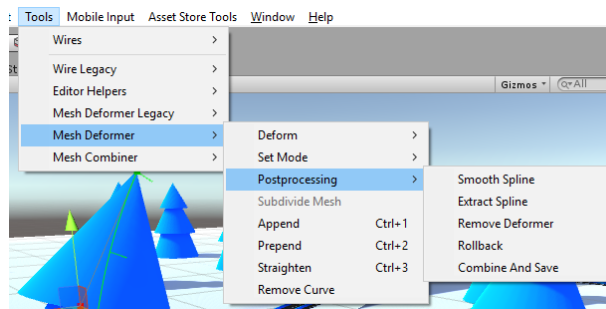 Tools Mobile Input Asset Store Tools Window Help
Wires >
Wire Legacy >
Editor Helpers >
Mesh Deformer Legacy >
Mesh Deformer >
Mesh Combiner >
Gizmos All
Deform >
Set Mode >
Postprocessing >
Subdivide Mesh
Append Ctrl+1
Prepend Ctrl+2
Straighten Ctrl+3
Remove Curve
Smooth Spline
Extract Spline
Remove Deformer
Rollback
Combine And Save